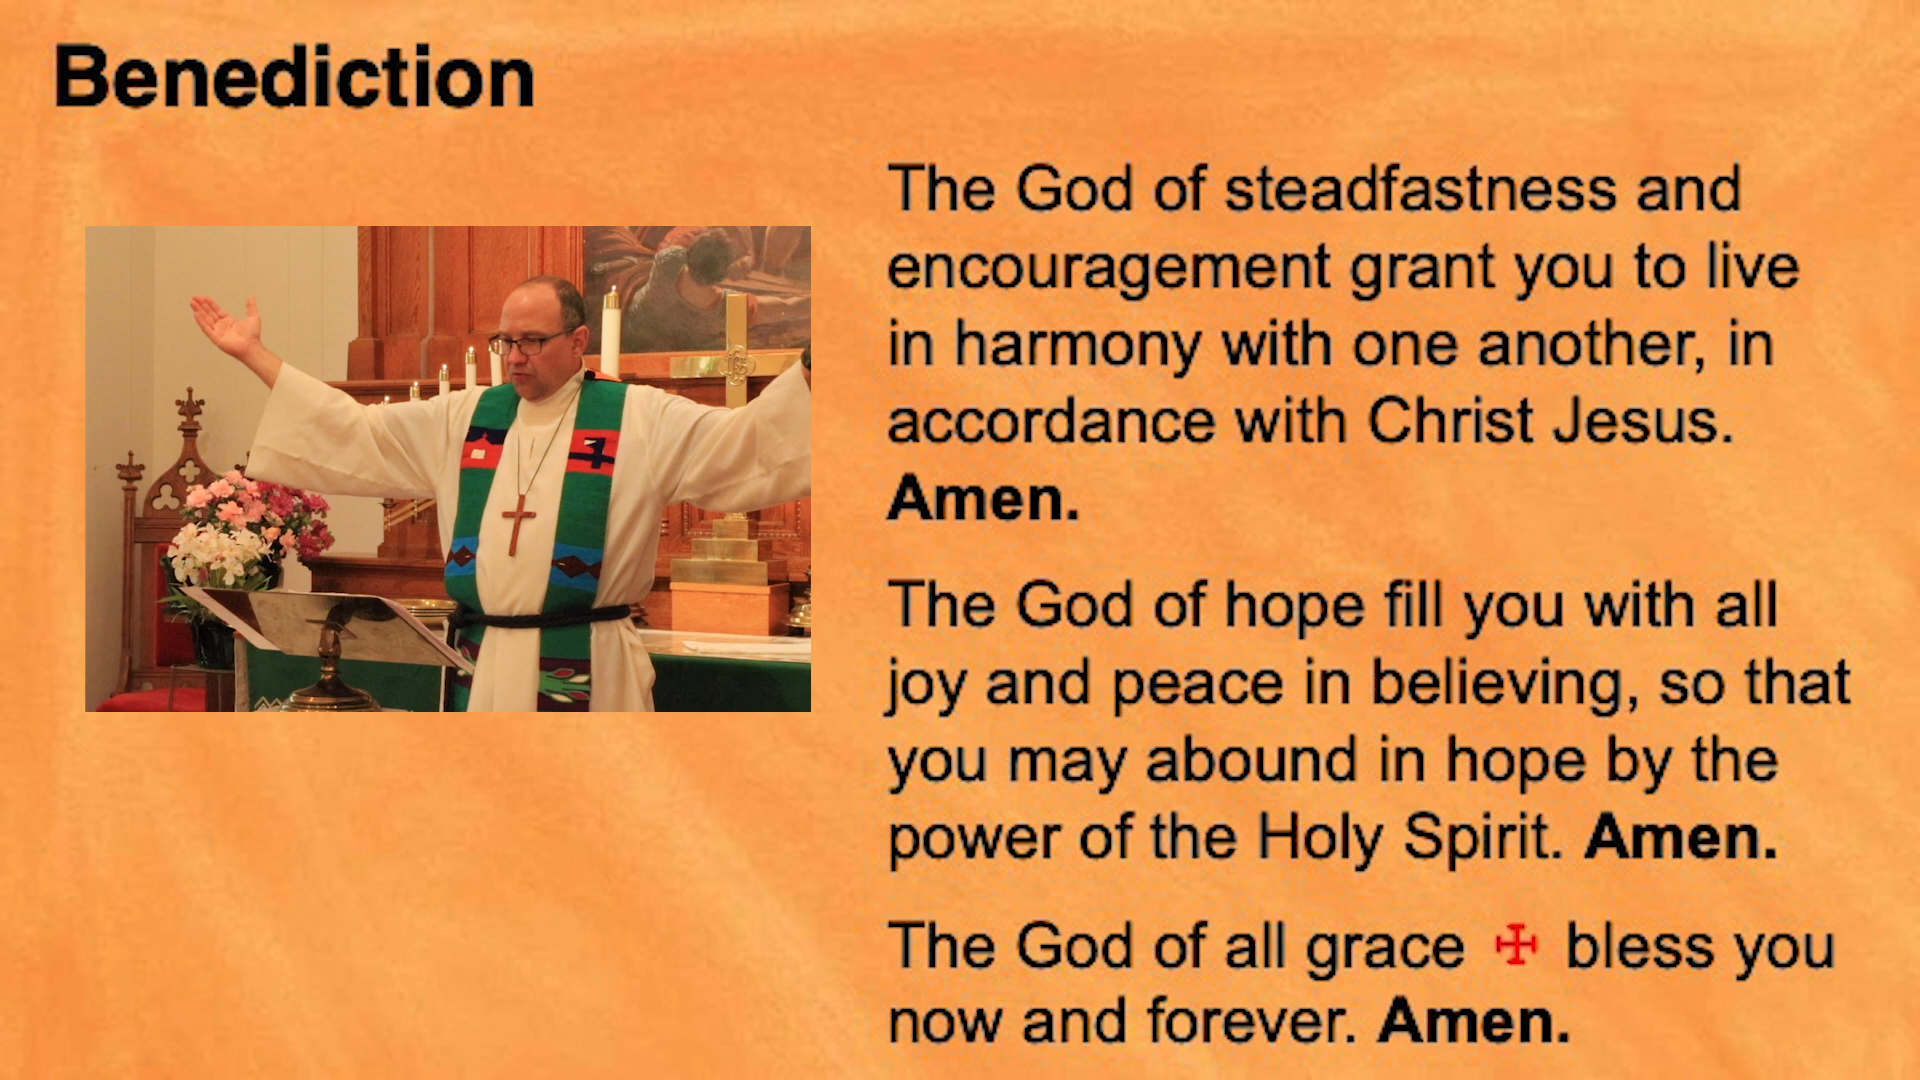 Benediction
The God of steadfastness and
encouragement grant you to live
in harmony with one another, in
accordance with Christ Jesus.
Amen.
The God of hope fill you with all
joy and peace in believing, so that
you may abound in hope by the
power of the Holy Spirit. Amen.
The God of all grace ☩ bless you
now and forever. Amen.